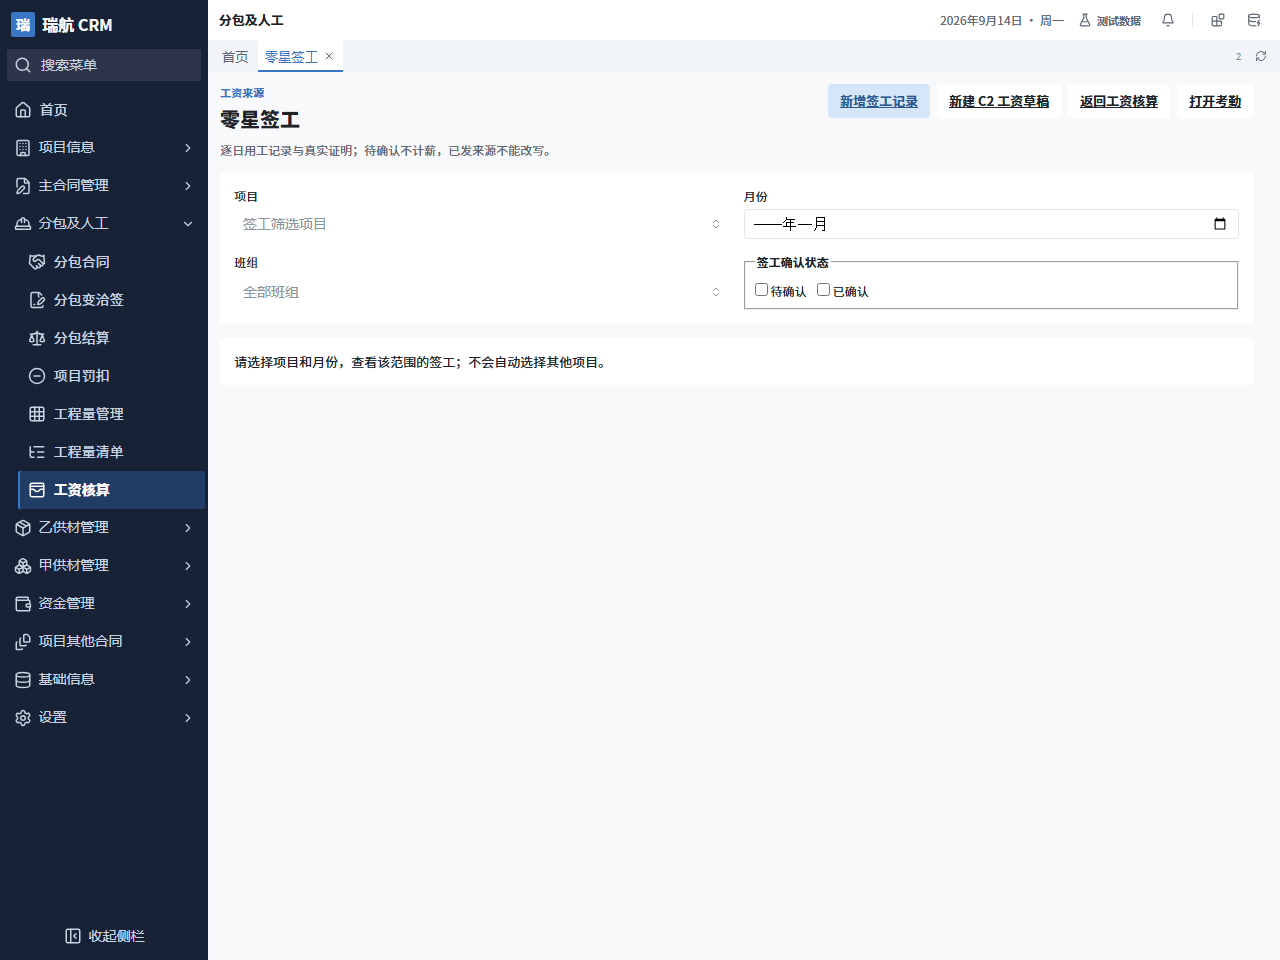 瑞 瑞航 CRM
搜索菜单
首页
项目信息
主合同管理
分包及人工
分包合同
分包变洽签
分包结算
项目罚扣
工程量管理
工程量清单
工资核算
乙供材管理
甲供材管理
资金管理
项目其他合同
基础信息
设置
收起侧栏
分包及人工
2026年9月14日 · 周一 测试数据
首页 零星签工 2
工资来源
零星签工
逐日用工记录与真实证明；待确认不计薪，已发来源不能改写。
新增签工记录 新建 C2 工资草稿 返回工资核算 打开考勤
项目
签工筛选项目
月份
——年—月
班组
全部班组
签工确认状态
待确认 已确认
请选择项目和月份，查看该范围的签工；不会自动选择其他项目。